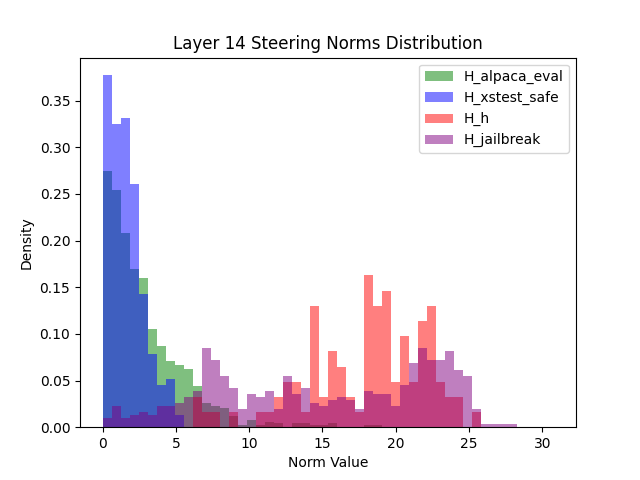 Layer 14 Steering Norms Distribution
H_alpaca_eval
H_xstest_safe
H_h
H_jailbreak
Density
0.35
0.30
0.25
0.20
0.15
0.10
0.05
0.00
0 5 10 15 20 25 30
Norm Value